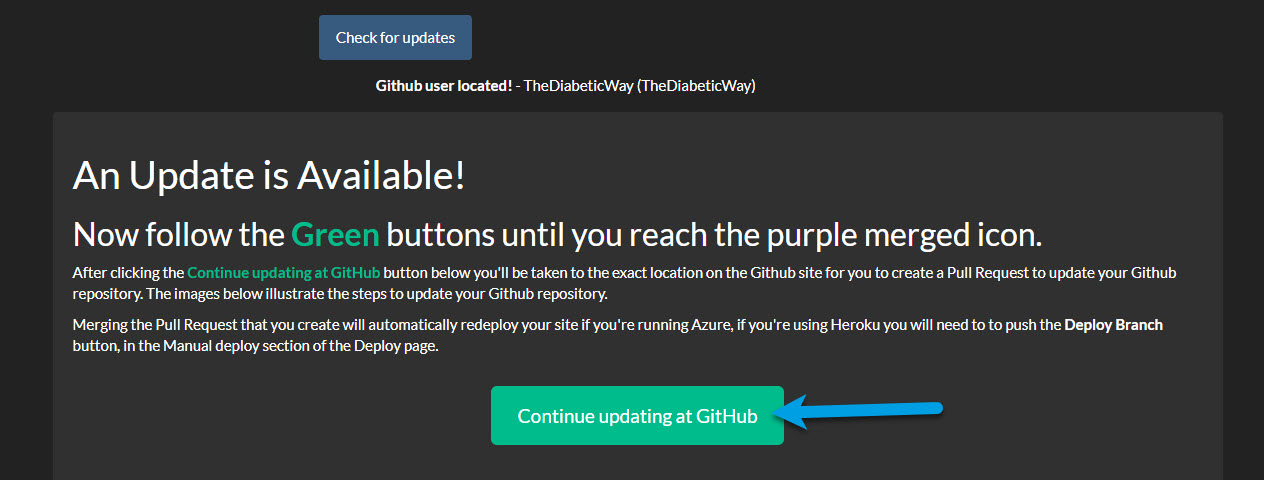 Check for updates
Github user located! - TheDiabeticWay (TheDiabeticWay)
An Update is Available!
Now follow the Green buttons until you reach the purple merged icon.
After clicking the Continue updating at GitHub button below you'll be taken to the exact location on the Github site for you to create a Pull Request to update your Github
repository. The images below illustrate the steps to update your Github repository.
Merging the Pull Request that you create will automatically redeploy your site if you're running Azure, if you're using Heroku you will need to to push the Deploy Branch
button, in the Manual deploy section of the Deploy page.
Continue updating at GitHub